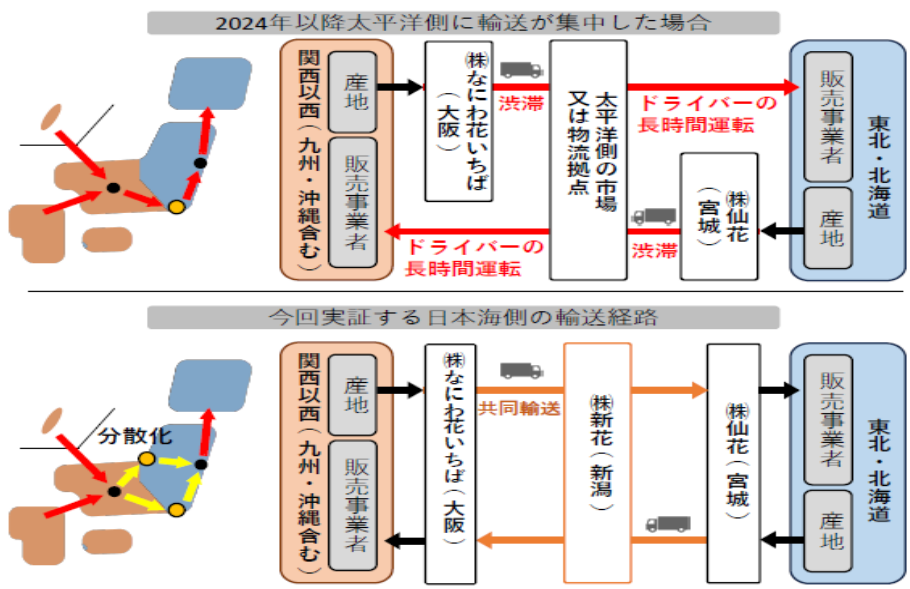 2024年以降太平洋側に輸送が集中した場合
関西以西(九州・沖縄含む)
産地
販売事業者
㈱なにわ花いちば
(大阪)
渋滞
太平洋側の市場
又は物流拠点
ドライバーの
長時間運転
ドライバーの
長時間運転
渋滞
㈱仙花
(宮城)
販売事業者
産地
東北・北海道
今回実証する日本海側の輸送経路
分散化
関西以西(九州・沖縄含む)
産地
販売事業者
㈱なにわ花いちば(大阪)
共同輸送
㈱新花(新潟)
㈱仙花(宮城)
販売事業者
産地
東北・北海道